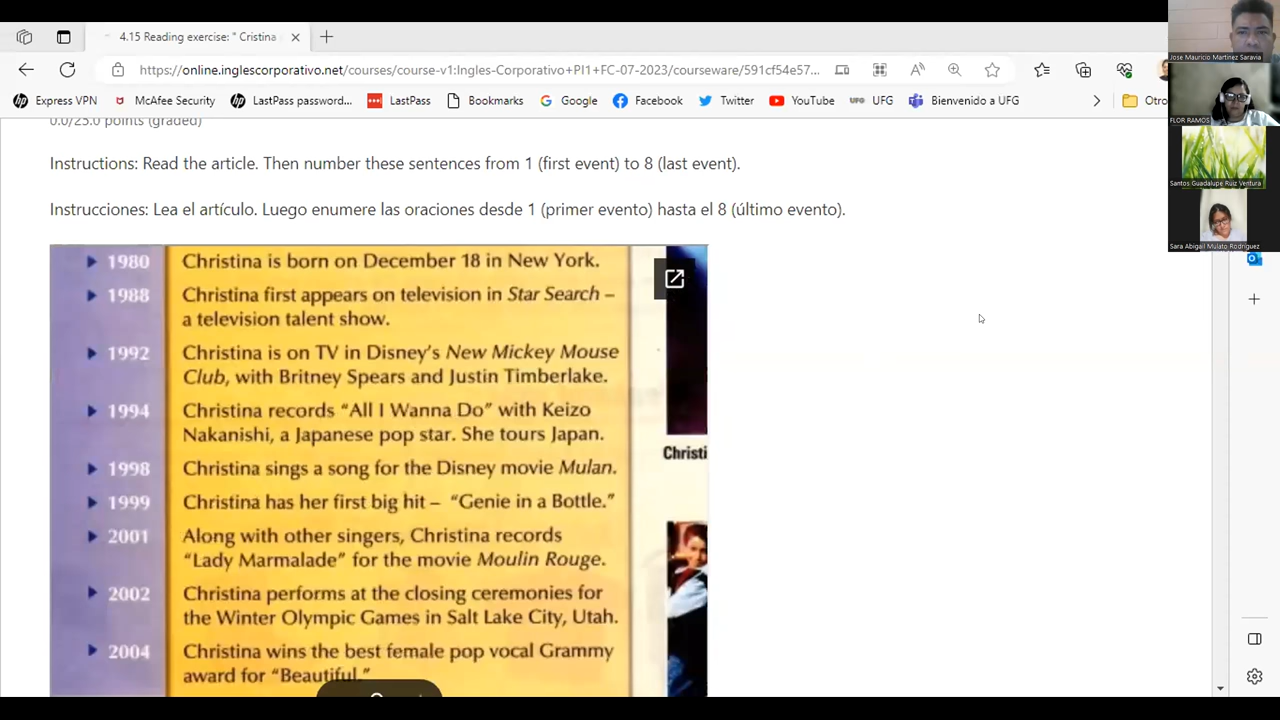 4.15 Reading exercise: " Cristina
https://online.inglescorporativo.net/courses/course-v1:Ingles-Corporativo+PI1+FC-07-2023/courseware/591cf54e57...
Express VPN McAfee Security LastPass password... LastPass Bookmarks Google Facebook Twitter YouTube UFG Bienvenido a UFG Otro
0.0/25.0 points (graded)
Instructions: Read the article. Then number these sentences from 1 (first event) to 8 (last event).
Instrucciones: Lea el artículo. Luego enumere las oraciones desde 1 (primer evento) hasta el 8 (último evento).
1980 Christina is born on December 18 in New York.
1988 Christina first appears on television in Star Search –
a television talent show.
1992 Christina is on TV in Disney's New Mickey Mouse
Club, with Britney Spears and Justin Timberlake.
1994 Christina records "All I Wanna Do" with Keizo
Nakanishi, a Japanese pop star. She tours Japan.
1998 Christina sings a song for the Disney movie Mulan.
1999 Christina has her first big hit – "Genie in a Bottle."
2001 Along with other singers, Christina records
"Lady Marmalade" for the movie Moulin Rouge.
2002 Christina performs at the closing ceremonies for
the Winter Olympic Games in Salt Lake City, Utah.
2004 Christina wins the best female pop vocal Grammy
award for "Beautiful."
Christi
Jose Mauricio Martinez Saravia
FLOR RAMOS
Santos Guadalupe Ruiz Ventura
Sara Abigail Mulato Rodriguez